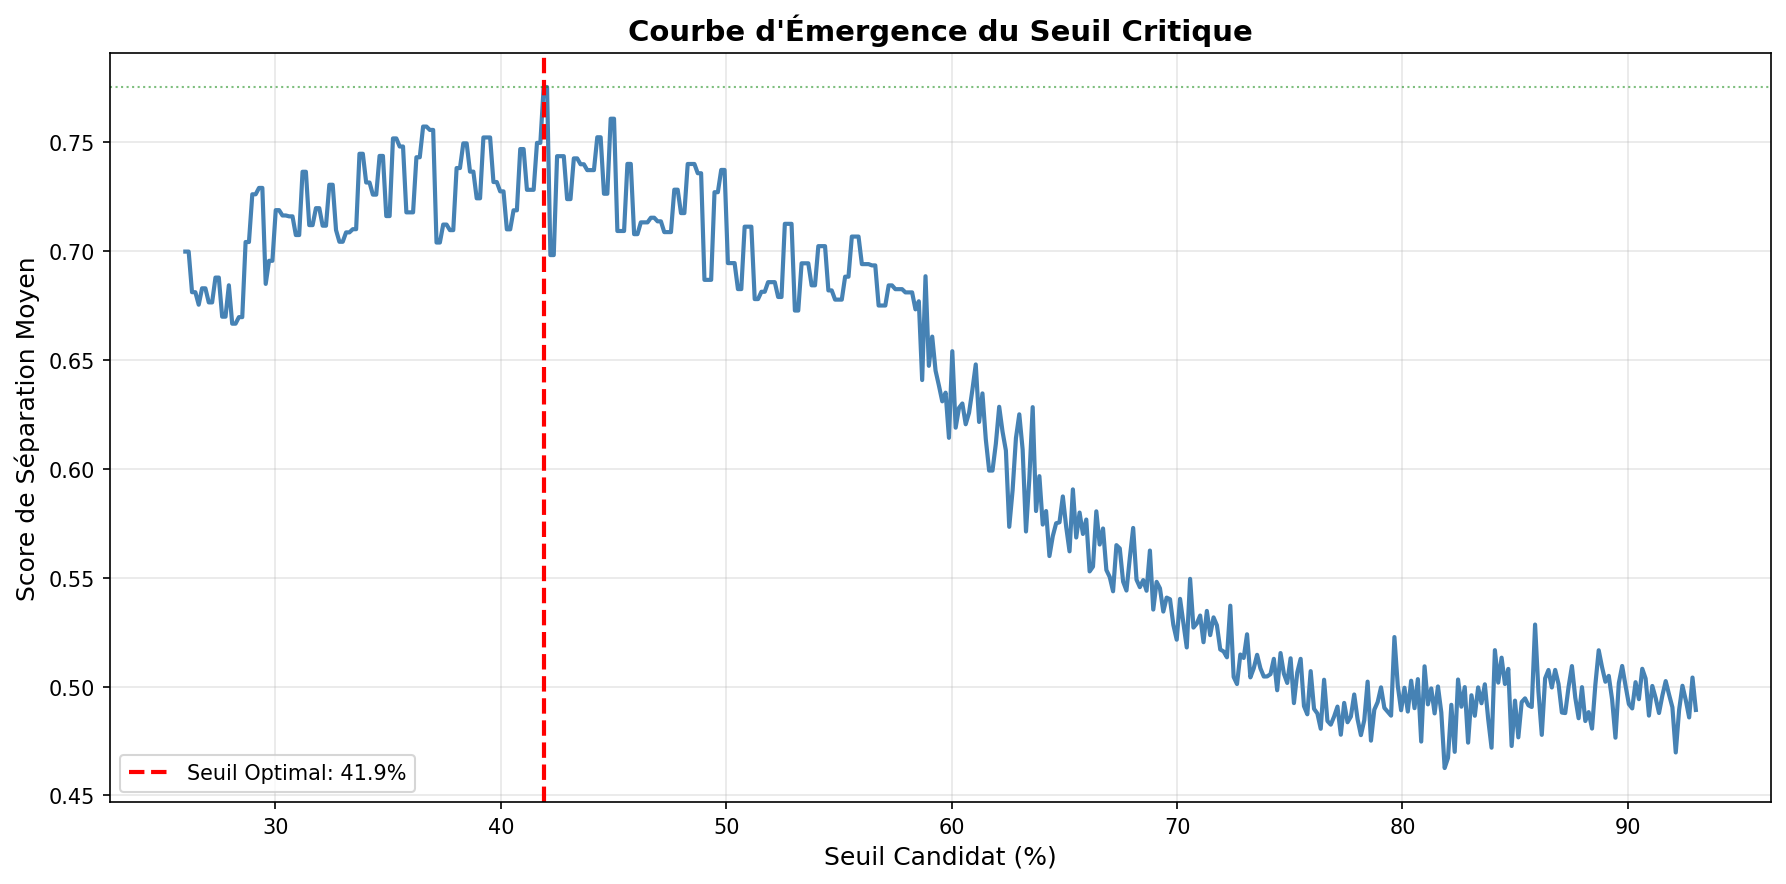 Courbe d'Émergence du Seuil Critique
Score de Séparation Moyen
0.75
0.70
0.65
0.60
0.55
0.50
0.45
Seuil Optimal: 41.9%
30 40 50 60 70 80 90
Seuil Candidat (%)